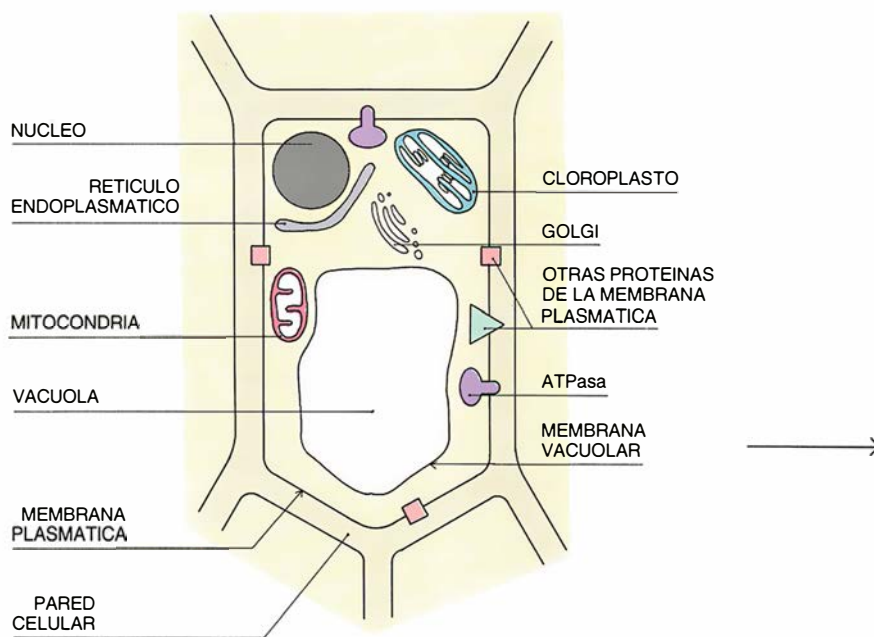 NUCLEO
RETICULO
ENDOPLASMATICO
MITOCONDRIA
VACUOLA
MEMBRANA
PLASMATICA
PARED
CELULAR
CLOROPLASTO
GOLGI
OTRAS PROTEINAS
DE LA MEMBRANA
PLASMATICA
ATPasa
MEMBRANA
VACUOLAR